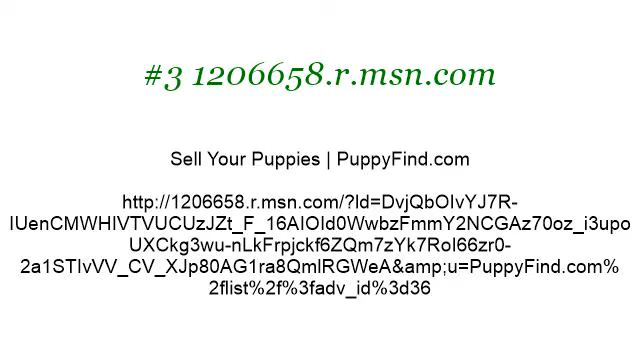 #3 1206658.r.msn.com
Sell Your Puppies | PuppyFind.com
http://1206658.r.msn.com/?ld=DvjQbOIvYJ7R-
IUenCMWHIVTVUCUzJZt_F_16AIOId0WwbzFmmY2NCGAz70oz_i3upo
UXCkg3wu-nLkFrpjckf6ZQm7zYk7Rol66zr0-
2a1STIvVV_CV_XJp80AG1ra8QmlRGWeA&amp;u=PuppyFind.com%
2flist%2f%3fadv_id%3d36